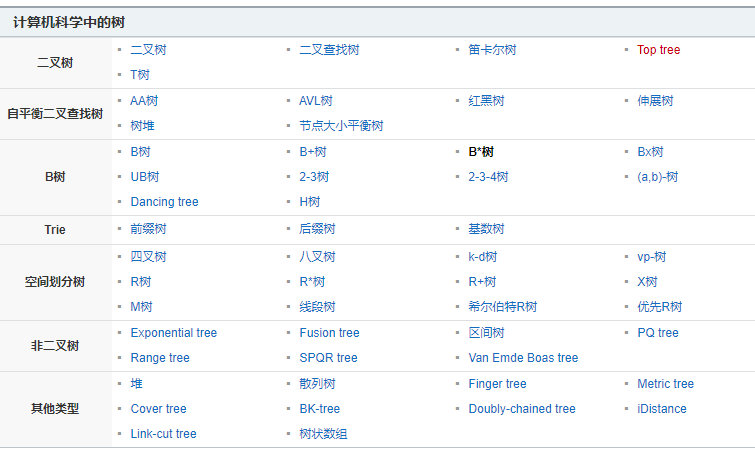 计算机科学中的树
二叉树 二叉树 二叉查找树 笛卡尔树 Top tree
T树
自平衡二叉查找树 AA树 AVL树 红黑树 伸展树
树堆 节点大小平衡树
B树 B树 B+树 B*树 Bx树
UB树 2-3树 2-3-4树 (a,b)-树
Dancing tree H树
Trie 前缀树 后缀树 基数树
空间划分树 四叉树 八叉树 k-d树 vp-树
R树 R*树 R+树 X树
M树 线段树 希尔伯特R树 优先R树
非二叉树 Exponential tree Fusion tree 区间树 PQ tree
Range tree SPQR tree Van Emde Boas tree
其他类型 堆 散列树 Finger tree Metric tree
Cover tree BK-tree Doubly-chained tree iDistance
Link-cut tree 树状数组